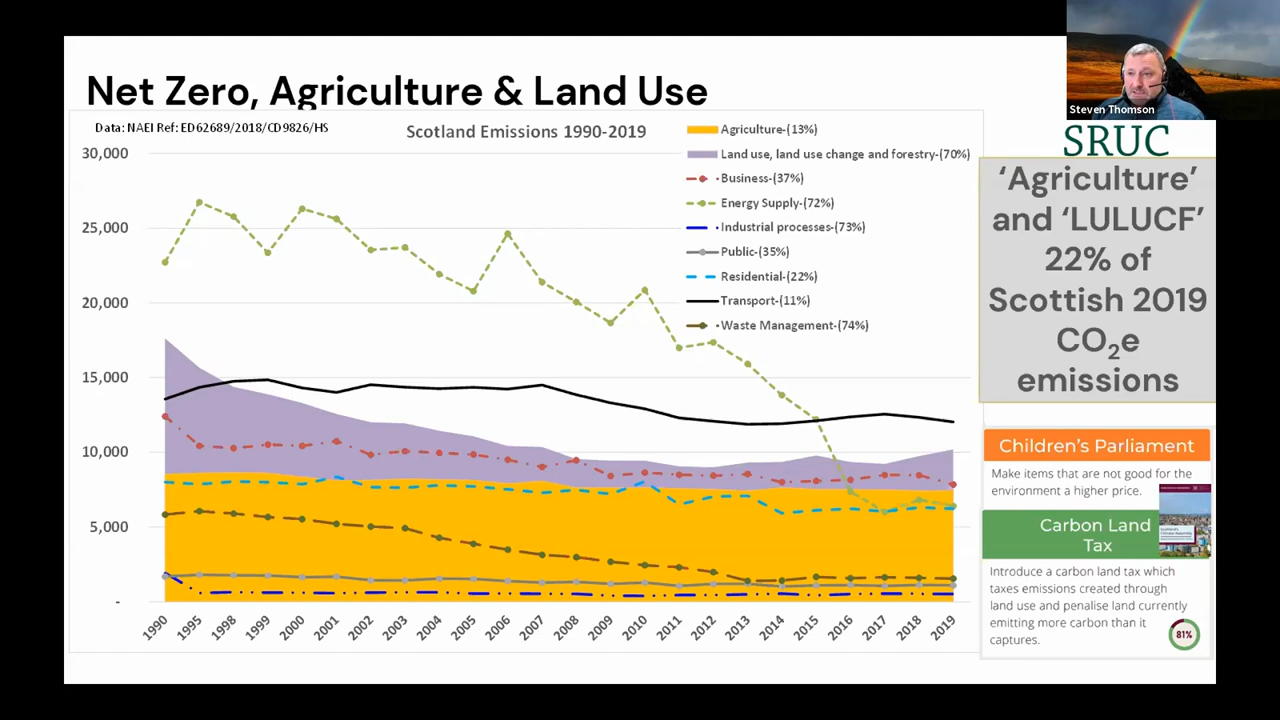 Steven Thomson
Net Zero, Agriculture & Land Use
SRUC
Data: NAEI Ref: ED62689/2018/CD9826/HS
Scotland Emissions 1990-2019
30,000
25,000
20,000
15,000
10,000
5,000
-
1990 1995 1998 1999 2000 2001 2002 2003 2004 2005 2006 2007 2008 2009 2010 2011 2012 2013 2014 2015 2016 2017 2018 2019
Agriculture-(13%)
Land use, land use change and forestry-(70%)
Business-(37%)
Energy Supply-(72%)
Industrial processes-(73%)
Public-(35%)
Residential-(22%)
Transport-(11%)
Waste Management-(74%)
‘Agriculture’
and ‘LULUCF’
22% of
Scottish 2019
CO₂e
emissions
Children’s Parliament
Make items that are not good for the
environment a higher price.
Carbon Land
Tax
Introduce a carbon land tax which
taxes emissions created through
land use and penalise land currently
emitting more carbon than it
captures.
81%